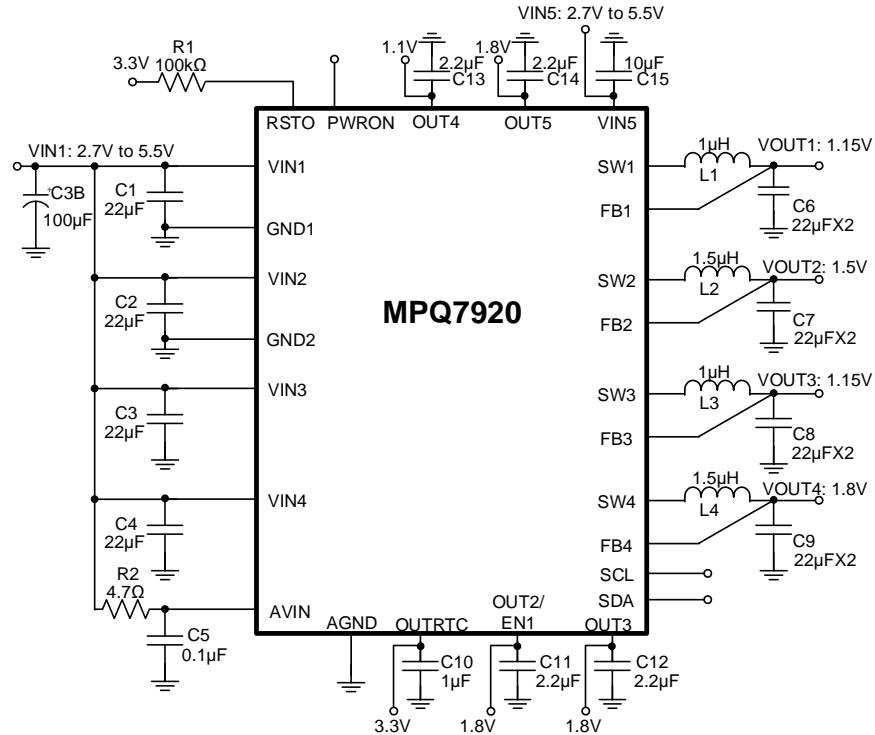 VIN5: 2.7V to 5.5V
R1
100kΩ
3.3V
1.1V
2.2µF
C13
1.8V
2.2µF
C14
10µF
C15
RSTO
PWRON
OUT4
OUT5
VIN5
VIN1: 2.7V to 5.5V
+C3B
100µF
C1
22µF
VIN1
GND1
C2
22µF
VIN2
GND2
C3
22µF
VIN3
C4
22µF
VIN4
R2
4.7Ω
AVIN
C5
0.1µF
MPQ7920
SW1
1µH
L1
VOUT1: 1.15V
FB1
C6
22µFX2
SW2
1.5µH
L2
VOUT2: 1.5V
FB2
C7
22µFX2
SW3
1µH
L3
VOUT3: 1.15V
FB3
C8
22µFX2
SW4
1.5µH
L4
VOUT4: 1.8V
FB4
C9
22µFX2
SCL
SDA
AGND
OUTRTC
OUT2/
EN1
OUT3
C10
1µF
C11
2.2µF
C12
2.2µF
3.3V
1.8V
1.8V